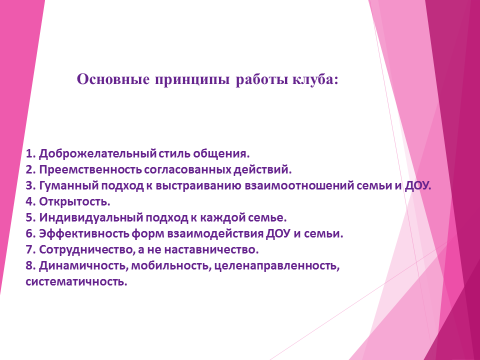 Основные принципы работы клуба:
1. Доброжелательный стиль общения.
2. Преемственность согласованных действий.
3. Гуманный подход к выстраиванию взаимоотношений семьи и ДОУ.
4. Открытость.
5. Индивидуальный подход к каждой семье.
6. Эффективность форм взаимодействия ДОУ и семьи.
7. Сотрудничество, а не наставничество.
8. Динамичность, мобильность, целенаправленность,
систематичность.